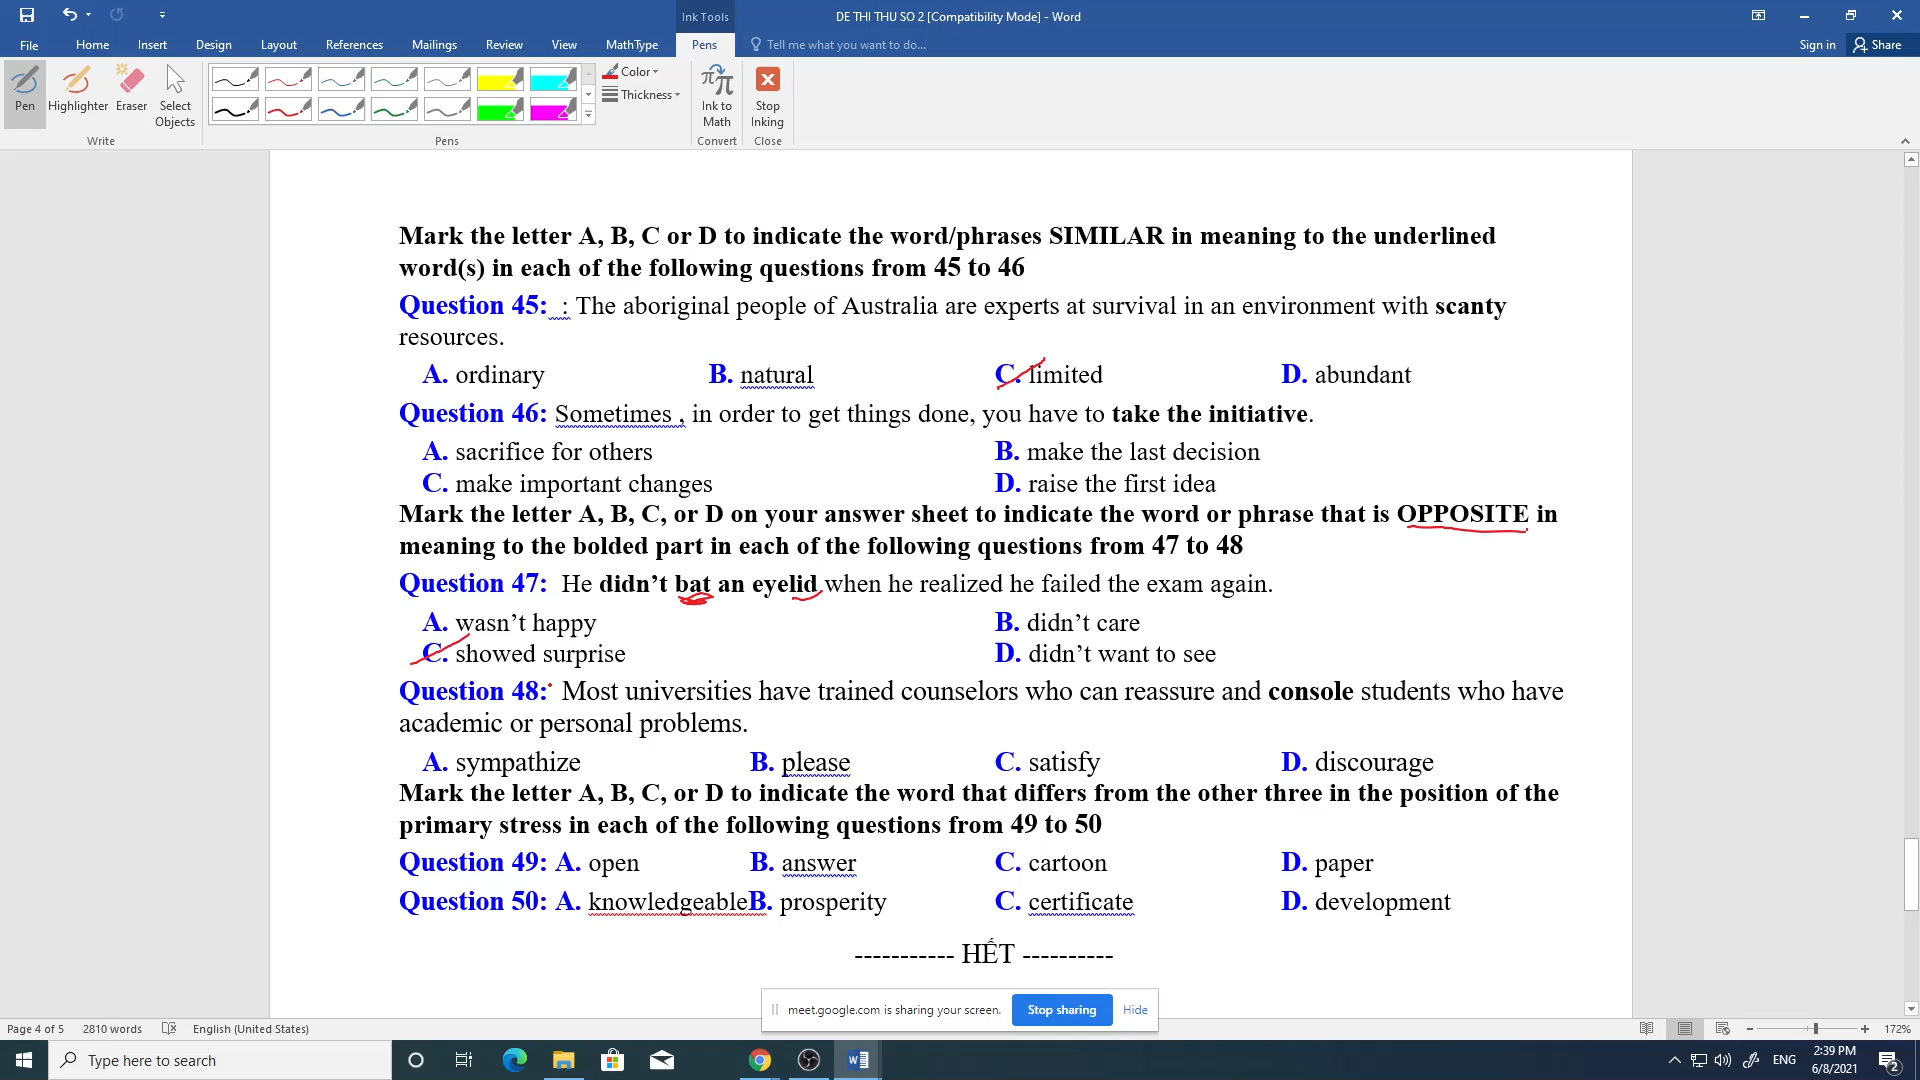 Ink Tools
DE THI THU SO 2 [Compatibility Mode] - Word
File Home Insert Design Layout References Mailings Review View MathType Pens Tell me what you want to do... Sign in Share
Pen Highlighter Eraser Select Objects
Color
Thickness
Ink to Math
Stop Inking
Write Pens Convert Close
Mark the letter A, B, C or D to indicate the word/phrases SIMILAR in meaning to the underlined
word(s) in each of the following questions from 45 to 46
Question 45: : The aboriginal people of Australia are experts at survival in an environment with scanty
resources.
A. ordinary B. natural C. limited D. abundant
Question 46: Sometimes , in order to get things done, you have to take the initiative.
A. sacrifice for others B. make the last decision
C. make important changes D. raise the first idea
Mark the letter A, B, C, or D on your answer sheet to indicate the word or phrase that is OPPOSITE in
meaning to the bolded part in each of the following questions from 47 to 48
Question 47: He didn’t bat an eyelid when he realized he failed the exam again.
A. wasn’t happy B. didn’t care
C. showed surprise D. didn’t want to see
Question 48: Most universities have trained counselors who can reassure and console students who have
academic or personal problems.
A. sympathize B. please C. satisfy D. discourage
Mark the letter A, B, C, or D to indicate the word that differs from the other three in the position of the
primary stress in each of the following questions from 49 to 50
Question 49: A. open B. answer C. cartoon D. paper
Question 50: A. knowledgeable B. prosperity C. certificate D. development
----------- HẾT ----------
meet.google.com is sharing your screen. Stop sharing Hide
Page 4 of 5 2810 words English (United States) 172%
Type here to search
ENG
2:39 PM
6/8/2021
2